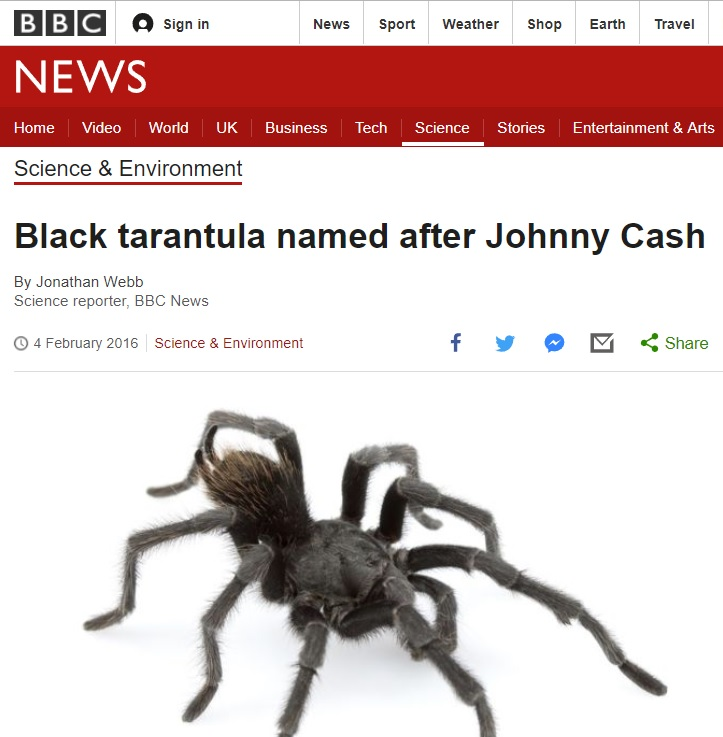 BBC Sign in News Sport Weather Shop Earth Travel
NEWS
Home Video World UK Business Tech Science Stories Entertainment & Arts
Science & Environment
Black tarantula named after Johnny Cash
By Jonathan Webb
Science reporter, BBC News
4 February 2016 Science & Environment Share